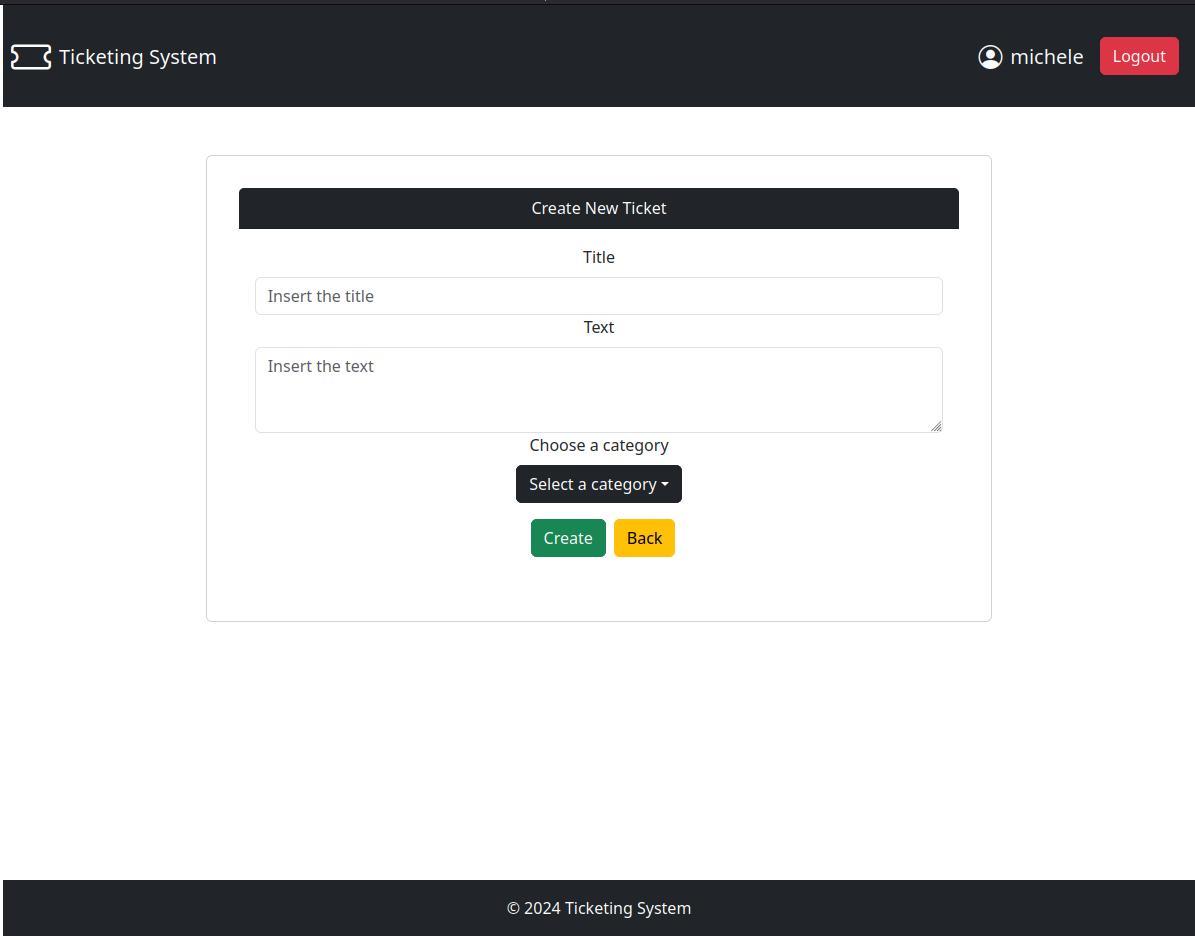 Ticketing System
michele
Logout
Create New Ticket
Title
Insert the title
Text
Insert the text
Choose a category
Select a category
Create
Back
© 2024 Ticketing System